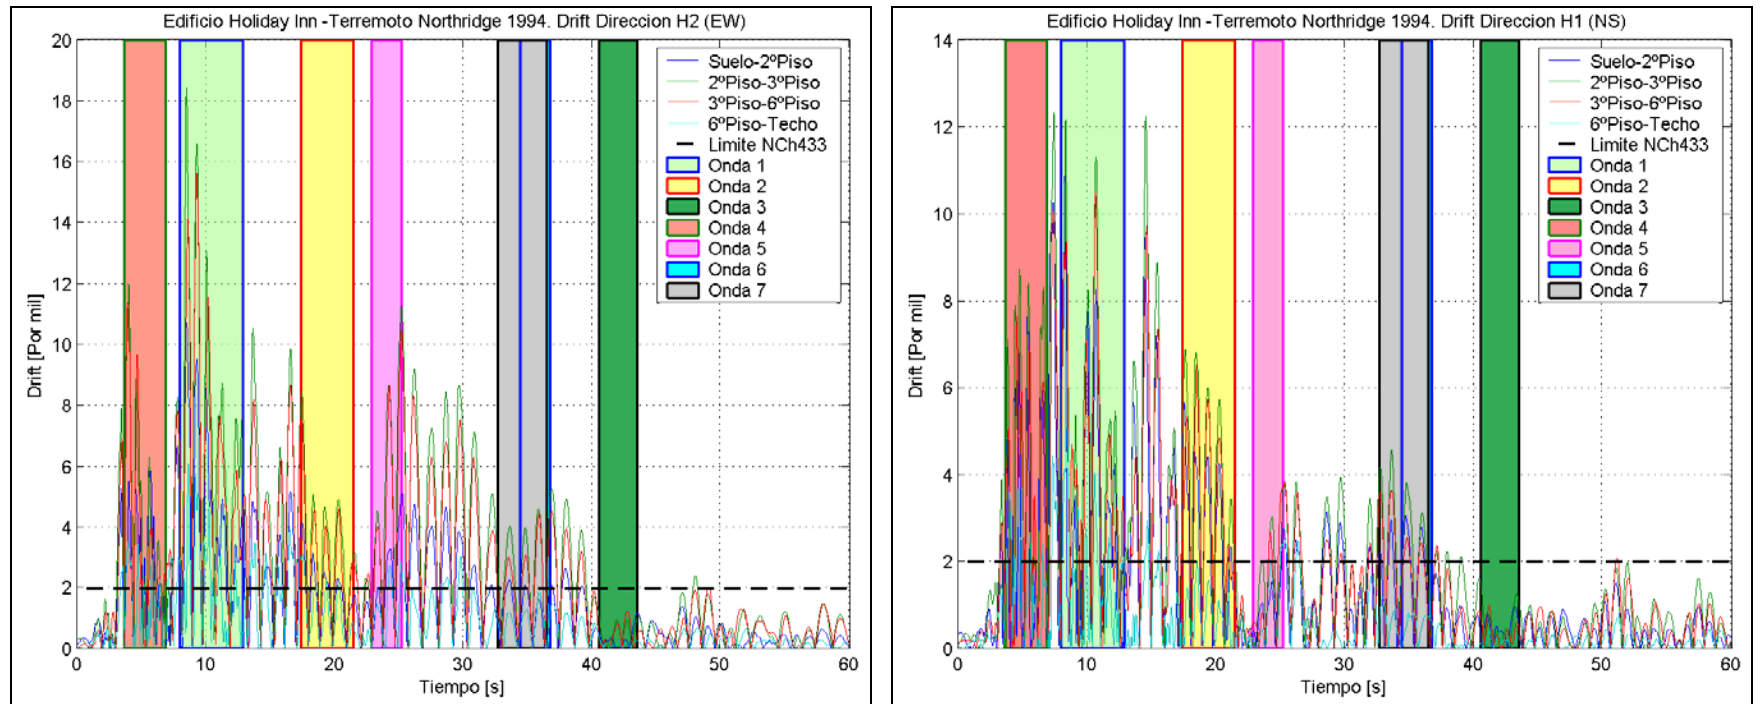 Edificio Holiday Inn -Terremoto Northridge 1994. Drift Direccion H2 (EW)
20
18
16
14
12
10
8
6
4
2
0
Drift [Por mil]
Suelo-2ºPiso
2ºPiso-3ºPiso
3ºPiso-6ºPiso
6ºPiso-Techo
Limite NCh433
Onda 1
Onda 2
Onda 3
Onda 4
Onda 5
Onda 6
Onda 7
0 10 20 30 40 50 60
Tiempo [s]
Edificio Holiday Inn -Terremoto Northridge 1994. Drift Direccion H1 (NS)
14
12
10
8
6
4
2
0
Drift [Por mil]
Suelo-2ºPiso
2ºPiso-3ºPiso
3ºPiso-6ºPiso
6ºPiso-Techo
Limite NCh433
Onda 1
Onda 2
Onda 3
Onda 4
Onda 5
Onda 6
Onda 7
0 10 20 30 40 50 60
Tiempo [s]